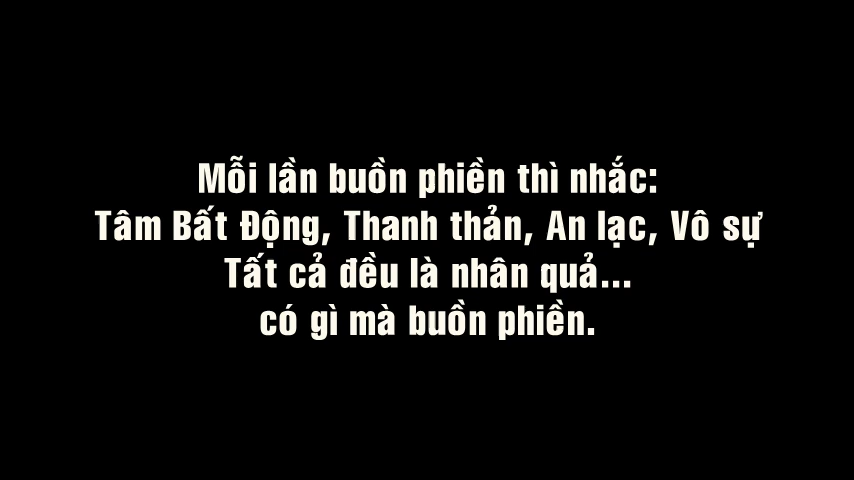 Mỗi lần buồn phiền thì nhắc:
Tâm Bất Động, Thanh thản, An lạc, Vô sự
Tất cả đều là nhân quả...
có gì mà buồn phiền.